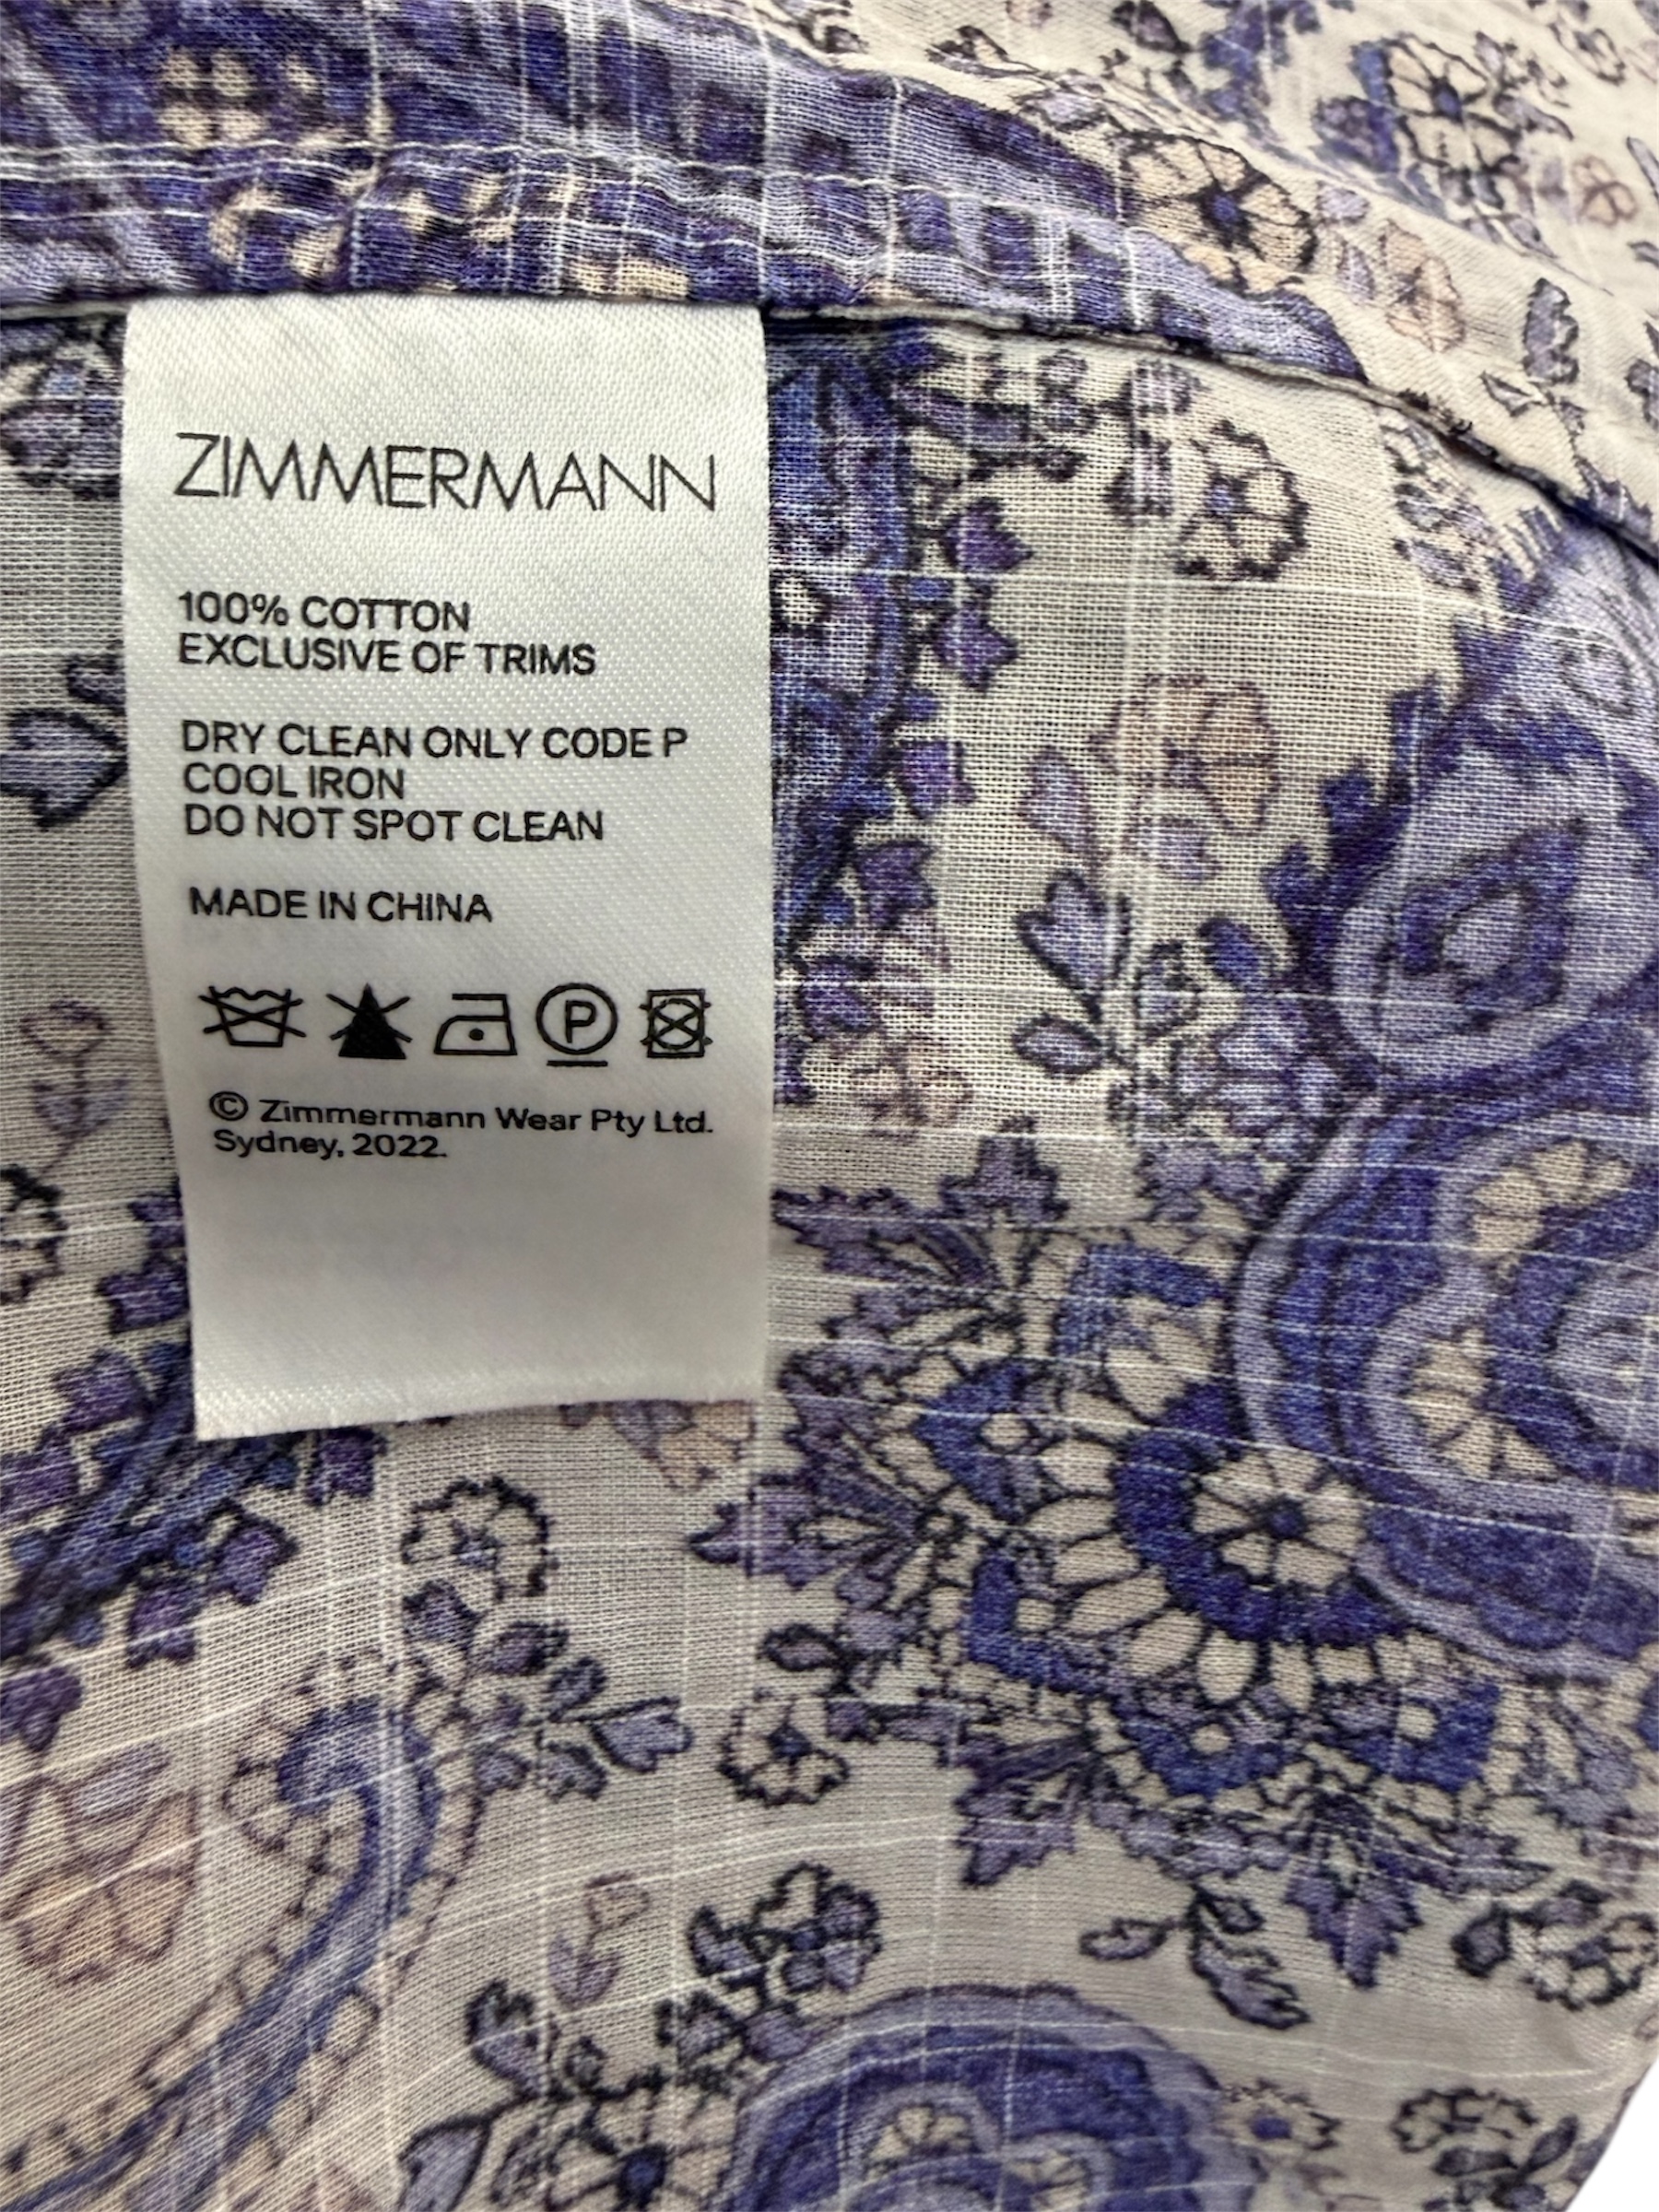 ZIMMERMANN
100% COTTON
EXCLUSIVE OF TRIMS
DRY CLEAN ONLY CODE P
COOL IRON
DO NOT SPOT CLEAN
MADE IN CHINA
P
© Zimmermann Wear Pty Ltd.
Sydney, 2022.